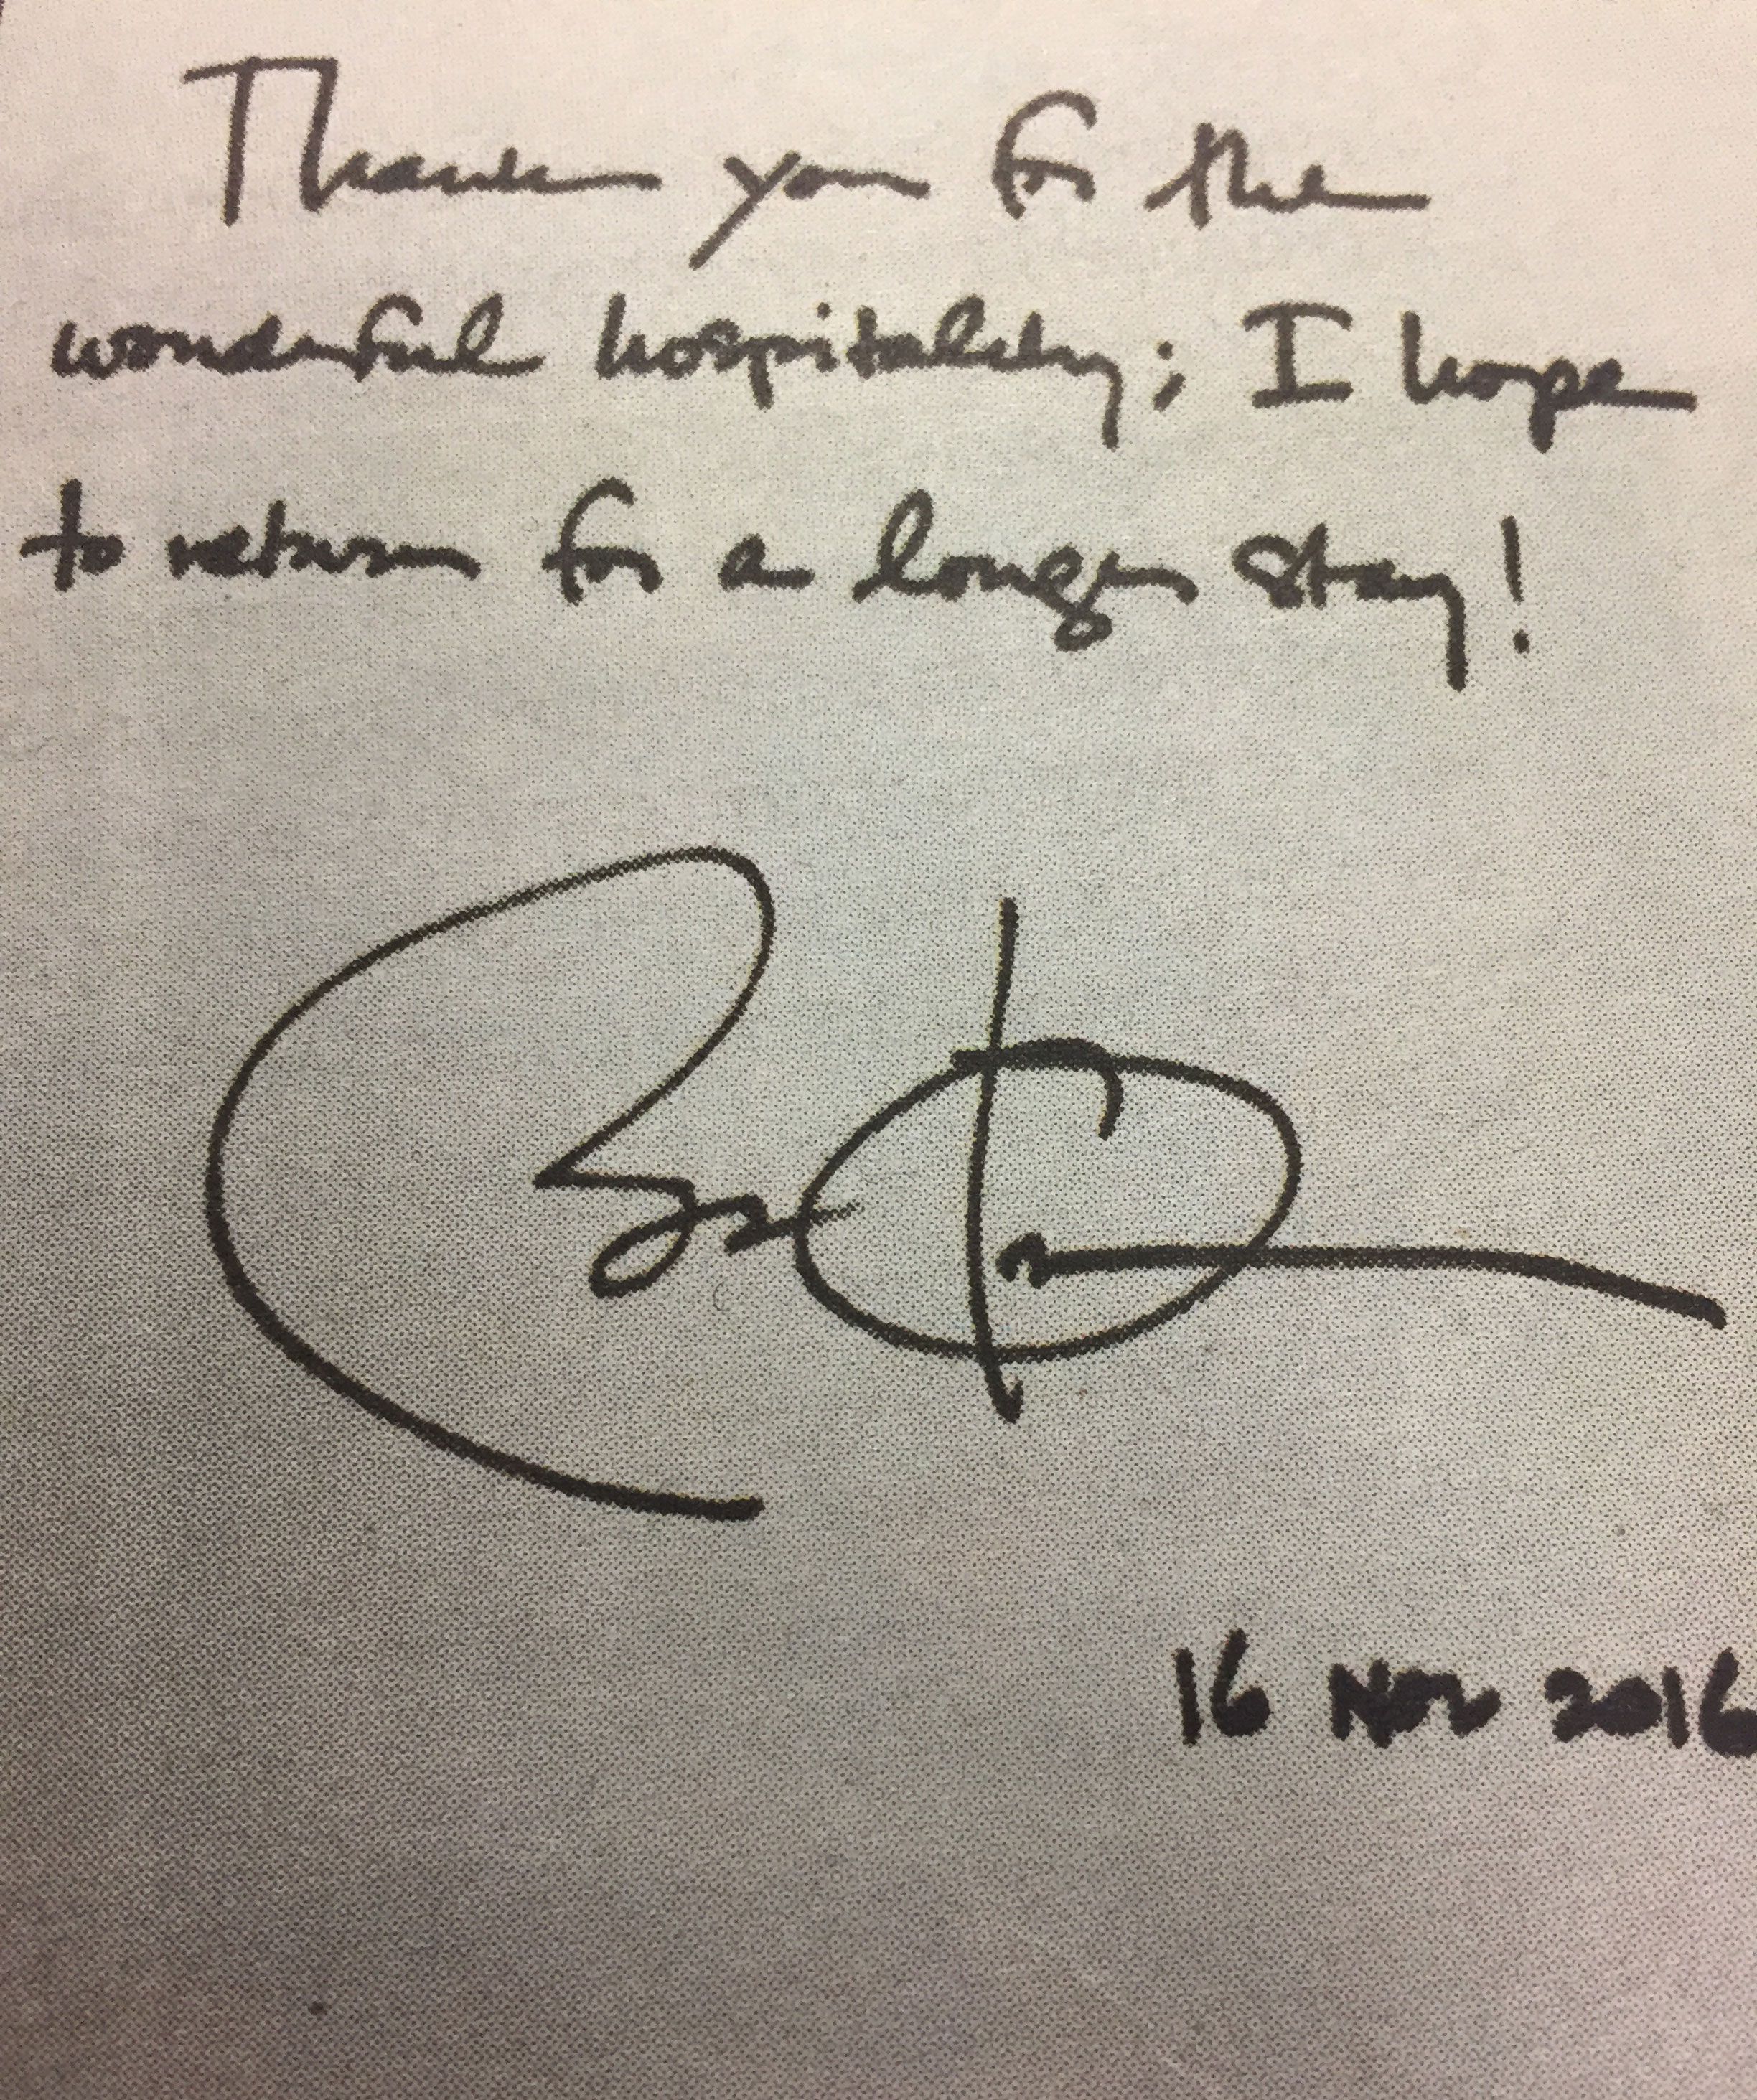 Thank you for the
wonderful hospitality; I hope
to return for a longer stay!
16 NOV 2016